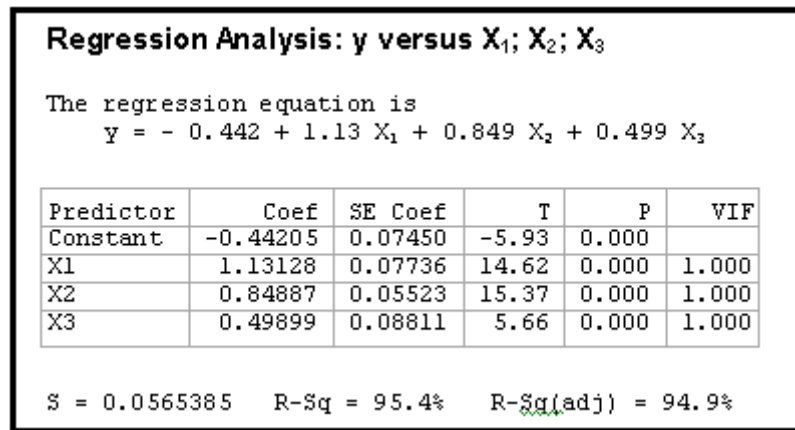 Regression Analysis: y versus X₁; X₂; X₃
The regression equation is
y = - 0.442 + 1.13 X₁ + 0.849 X₂ + 0.499 X₃
Predictor Coef SE Coef T P VIF
Constant -0.44205 0.07450 -5.93 0.000
X1 1.13128 0.07736 14.62 0.000 1.000
X2 0.84887 0.05523 15.37 0.000 1.000
X3 0.49899 0.08811 5.66 0.000 1.000
S = 0.0565385 R-Sq = 95.4% R-Sq(adj) = 94.9%